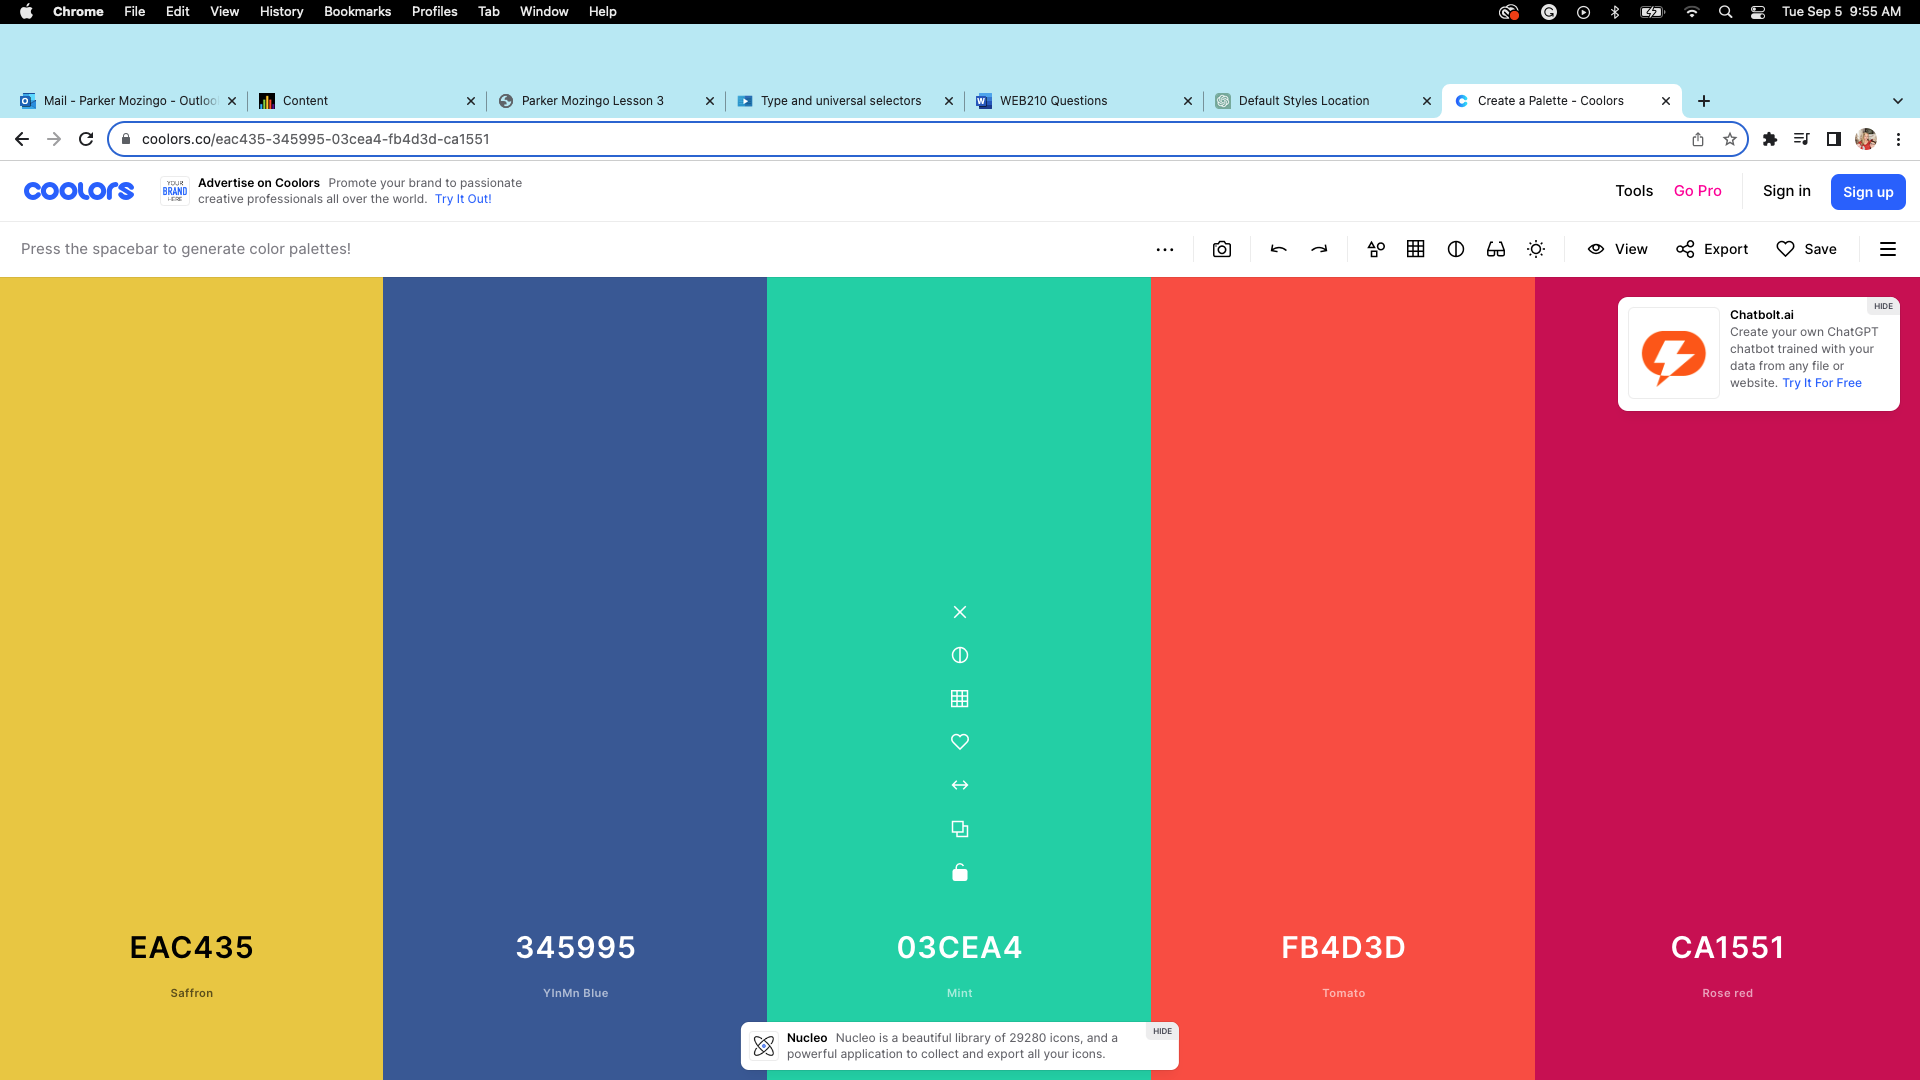 Chrome File Edit View History Bookmarks Profiles Tab Window Help Tue Sep 5 9:55 AM
Mail - Parker Mozingo - Outloo Content Parker Mozingo Lesson 3 Type and universal selectors WEB210 Questions Default Styles Location Create a Palette - Coolors
coolors.co/eac435-345995-03cea4-fb4d3d-ca1551
coolors
YOUR
BRAND
HERE
Advertise on Coolors Promote your brand to passionate
creative professionals all over the world. Try It Out!
Tools Go Pro Sign in Sign up
Press the spacebar to generate color palettes!
View Export Save
HIDE
Chatbolt.ai
Create your own ChatGPT
chatbot trained with your
data from any file or
website. Try It For Free
EAC435 345995 03CEA4 FB4D3D CA1551
Saffron YInMn Blue Mint Tomato Rose red
HIDE
Nucleo Nucleo is a beautiful library of 29280 icons, and a
powerful application to collect and export all your icons.